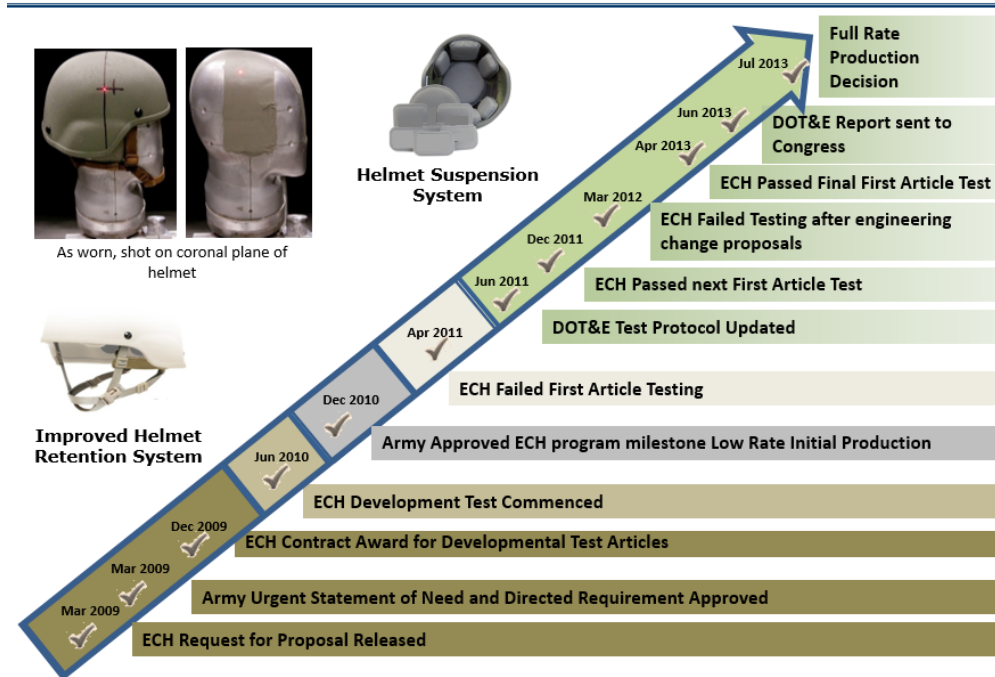 Full Rate
Production
Decision
Jul 2013
Jun 2013
DOT&E Report sent to
Congress
Apr 2013
ECH Passed Final First Article Test
Helmet Suspension
System
Mar 2012
ECH Failed Testing after engineering
change proposals
As worn, shot on coronal plane of
helmet
Dec 2011
ECH Passed next First Article Test
Jun 2011
DOT&E Test Protocol Updated
Apr 2011
ECH Failed First Article Testing
Improved Helmet
Retention System
Dec 2010
Army Approved ECH program milestone Low Rate Initial Production
Jun 2010
ECH Development Test Commenced
Dec 2009
ECH Contract Award for Developmental Test Articles
Mar 2009
Army Urgent Statement of Need and Directed Requirement Approved
Mar 2009
ECH Request for Proposal Released